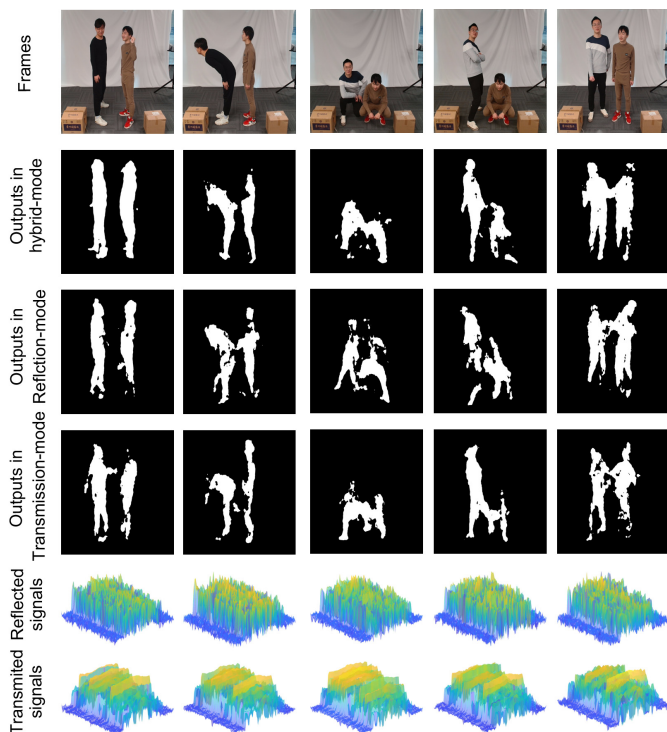 Frames
Outputs in
hybrid-mode
Outputs in
Reflction-mode
Outputs in
Transmission-mode
Reflected
signals
Transmited
signals